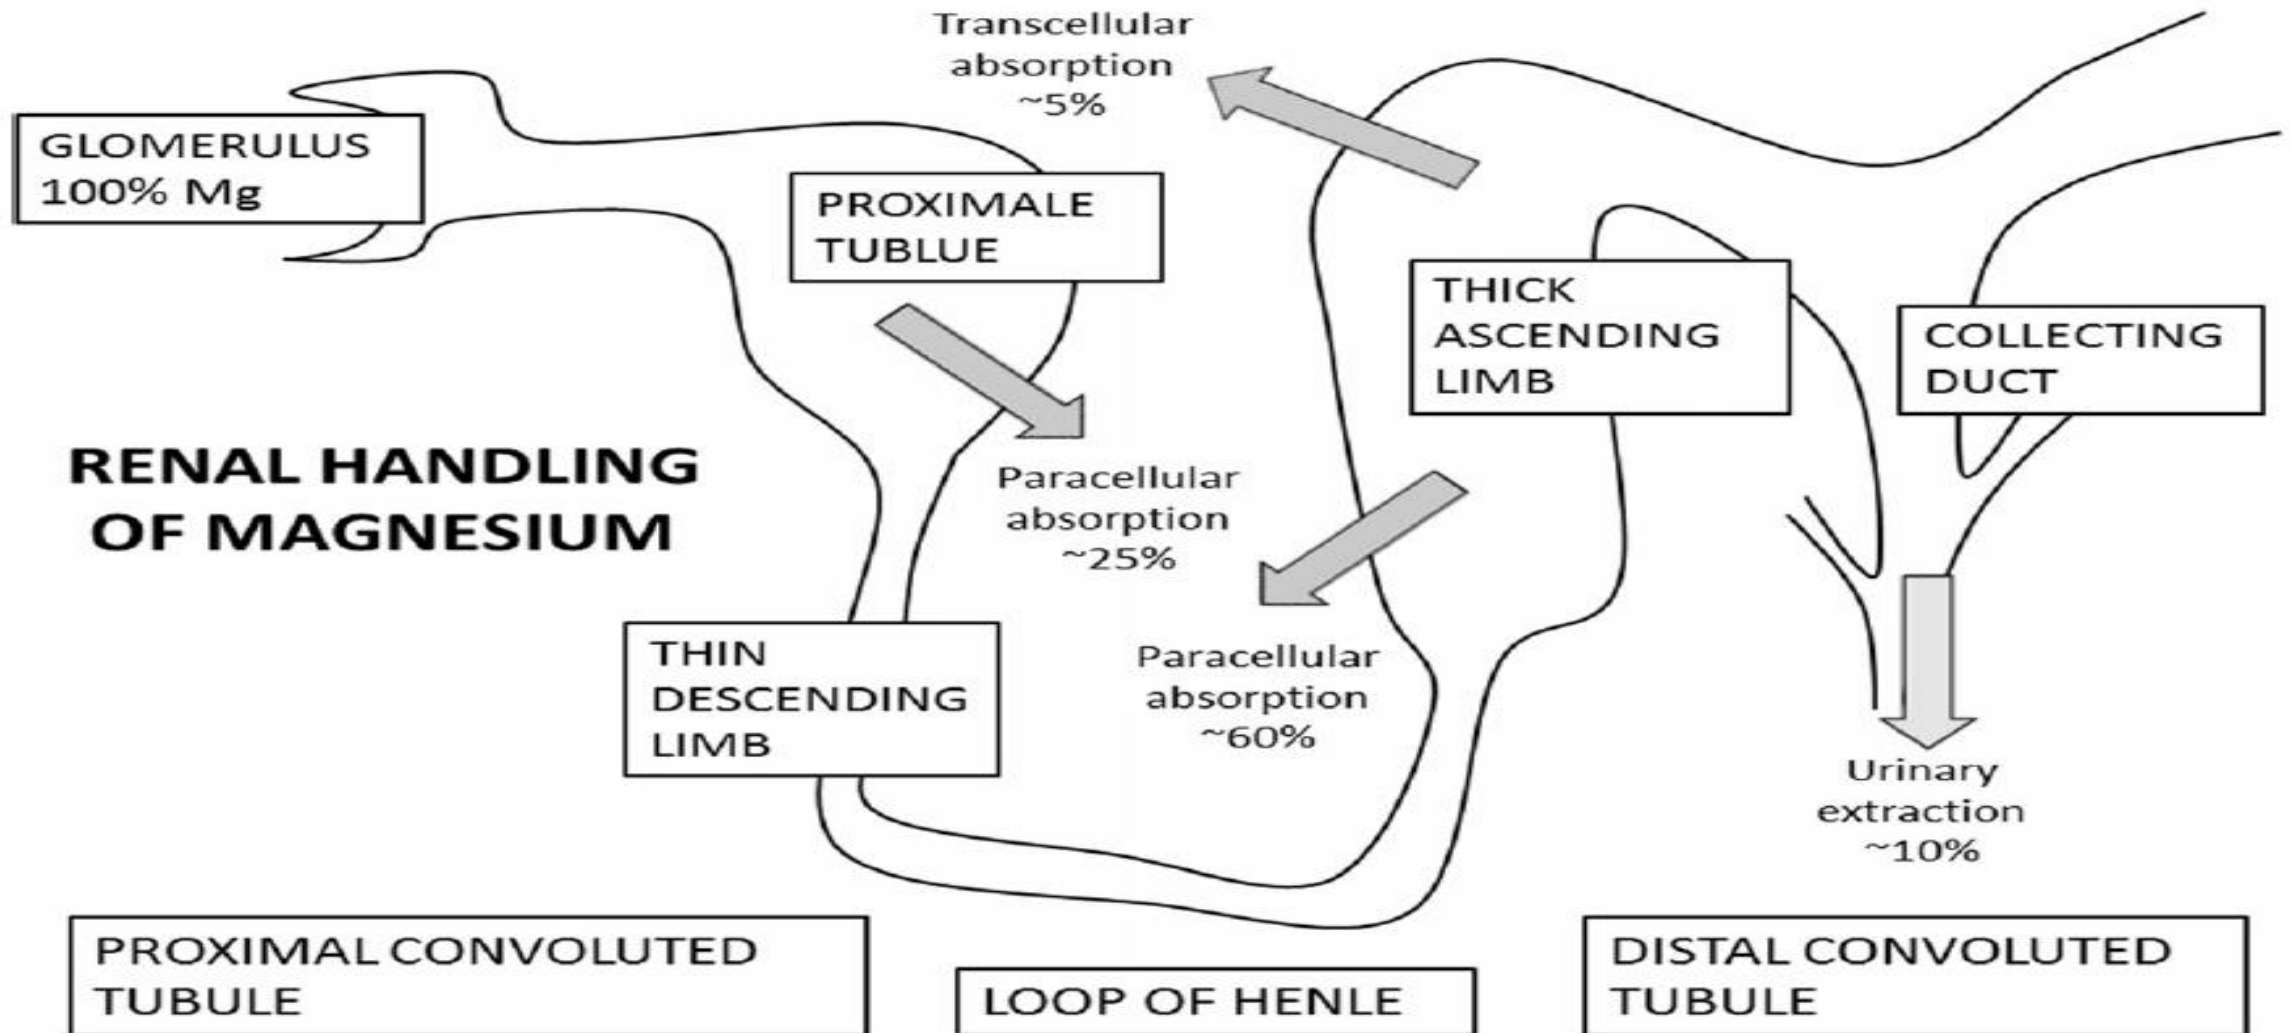 Transcellular
absorption
~5%
GLOMERULUS
100% Mg
PROXIMALE
TUBLUE
THICK
ASCENDING
LIMB
COLLECTING
DUCT
RENAL HANDLING
OF MAGNESIUM
Paracellular
absorption
~25%
THIN
DESCENDING
LIMB
Paracellular
absorption
~60%
Urinary
extraction
~10%
PROXIMAL CONVOLUTED
TUBULE
LOOP OF HENLE
DISTAL CONVOLUTED
TUBULE